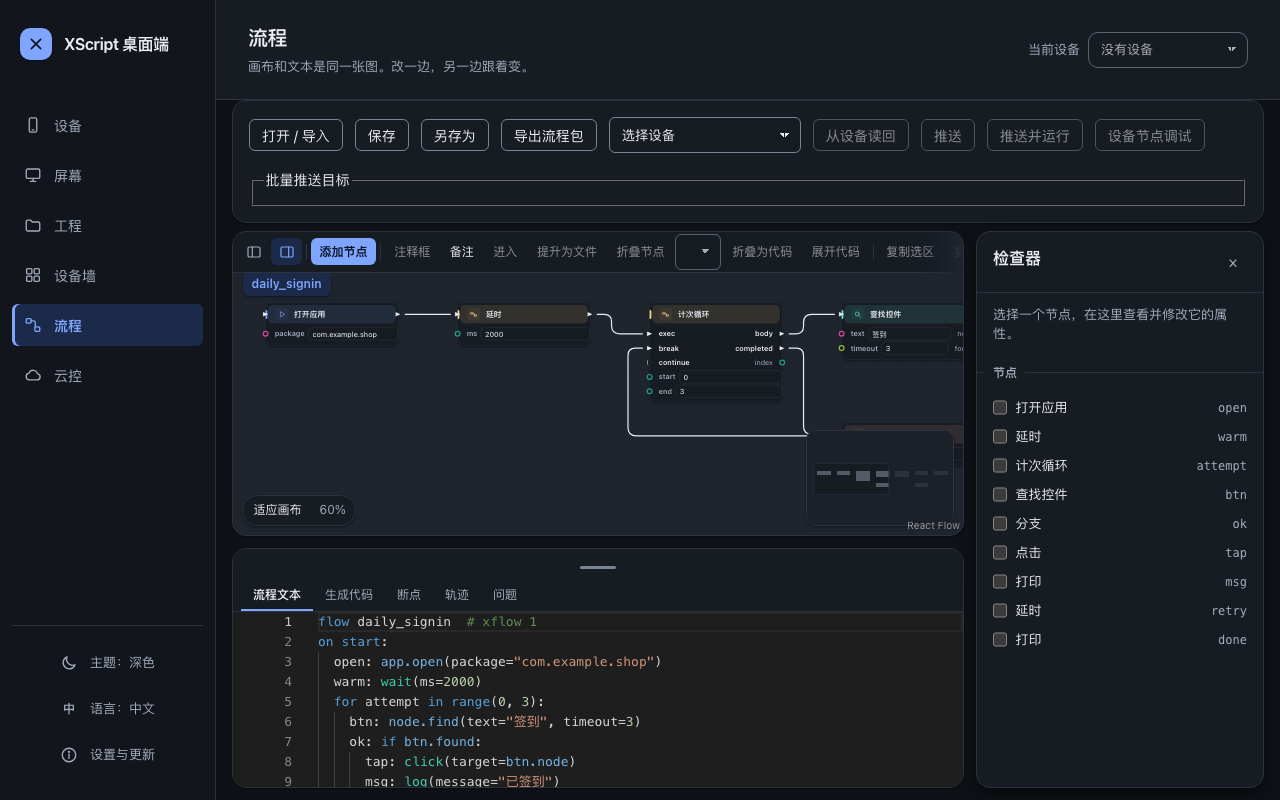 XScript 桌面端
设备
屏幕
工程
设备墙
流程
云控
主题：深色
中 语言：中文
设置与更新
流程
画布和文本是同一张图。改一边，另一边跟着变。
当前设备 没有设备
打开 / 导入 保存 另存为 导出流程包 选择设备 从设备读回 推送 推送并运行 设备节点调试
批量推送目标
添加节点 注释框 备注 进入 提升为文件 折叠节点 折叠为代码 展开代码 复制选区
daily_signin
打开应用
package com.example.shop
延时
ms 2000
计次循环
exec body
break completed
continue index
start 0
end 3
查找控件
text 签到
timeout 3
适应画布 60%
React Flow
流程文本 生成代码 断点 轨迹 问题
1 flow daily_signin  # xflow 1
2 on start:
3 open: app.open(package="com.example.shop")
4 warm: wait(ms=2000)
5 for attempt in range(0, 3):
6 btn: node.find(text="签到", timeout=3)
7 ok: if btn.found:
8 tap: click(target=btn.node)
9 msg: log(message="已签到")
检查器
选择一个节点，在这里查看并修改它的属
性。
节点
打开应用 open
延时 warm
计次循环 attempt
查找控件 btn
分支 ok
点击 tap
打印 msg
延时 retry
打印 done